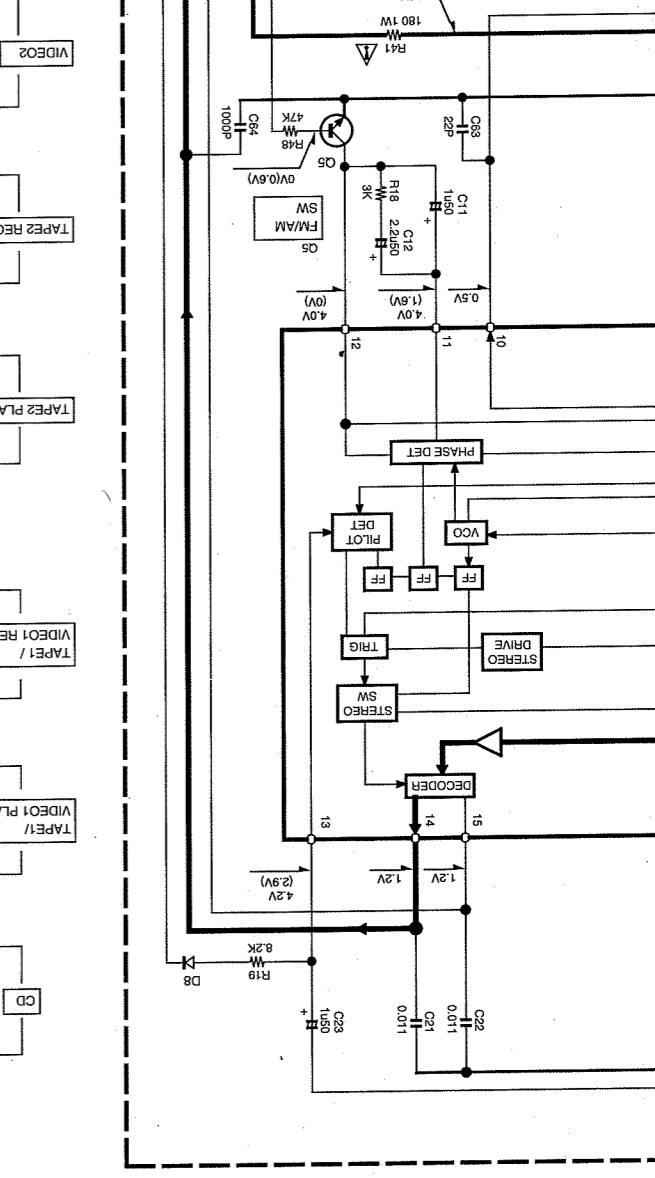 180 1W
R41
VIDEO2
C64
1000P
47K
R48
Q5
C63
22P
0V(0.6V)
FM/AM
SW
Q5
R18
3K
C12
2.2u50
+
C11
1u50
+
TAPE2 REC
4.0V
(0V)
4.0V
(1.6V)
0.5V
12
11
10
TAPE2 PLA
PHASE DET
PILOT
DET
VCO
FF
FF
FF
TAPE1 /
VIDEO1 RE
TRIG
STEREO
DRIVE
STEREO
SW
DECODER
TAPE1/
VIDEO1 PLA
13
14
15
4.2V
(2.9V)
1.2V
1.2V
D8
R19
8.2K
CD
C23
1u50
+
C21
0.011
C22
0.011